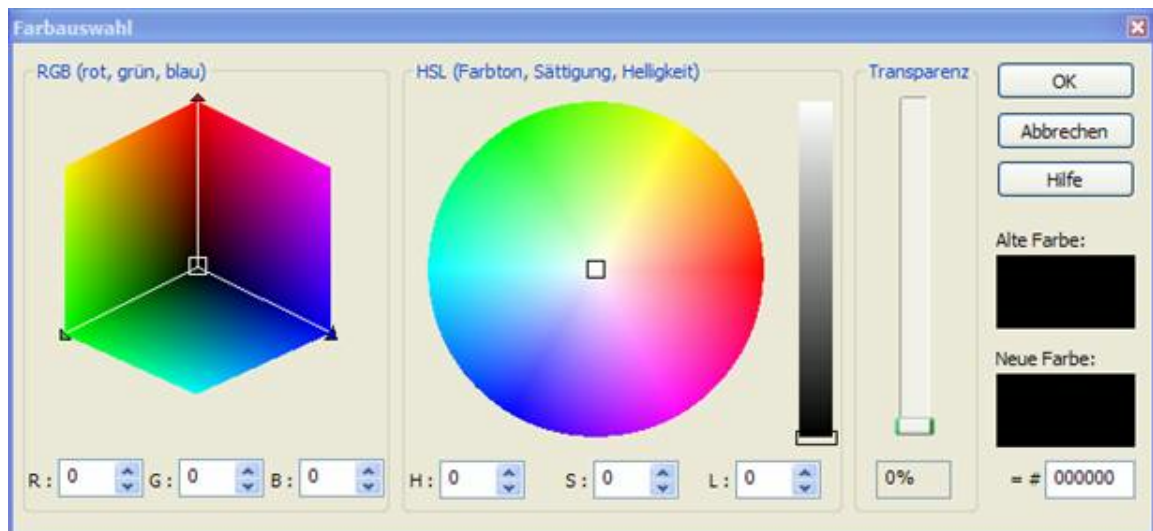 Farbauswahl
RGB (rot, grün, blau)
HSL (Farbton, Sättigung, Helligkeit)
Transparenz
OK
Abbrechen
Hilfe
Alte Farbe:
Neue Farbe:
R : 0 G : 0 B : 0
H : 0 S : 0 L : 0
0%
= # 000000